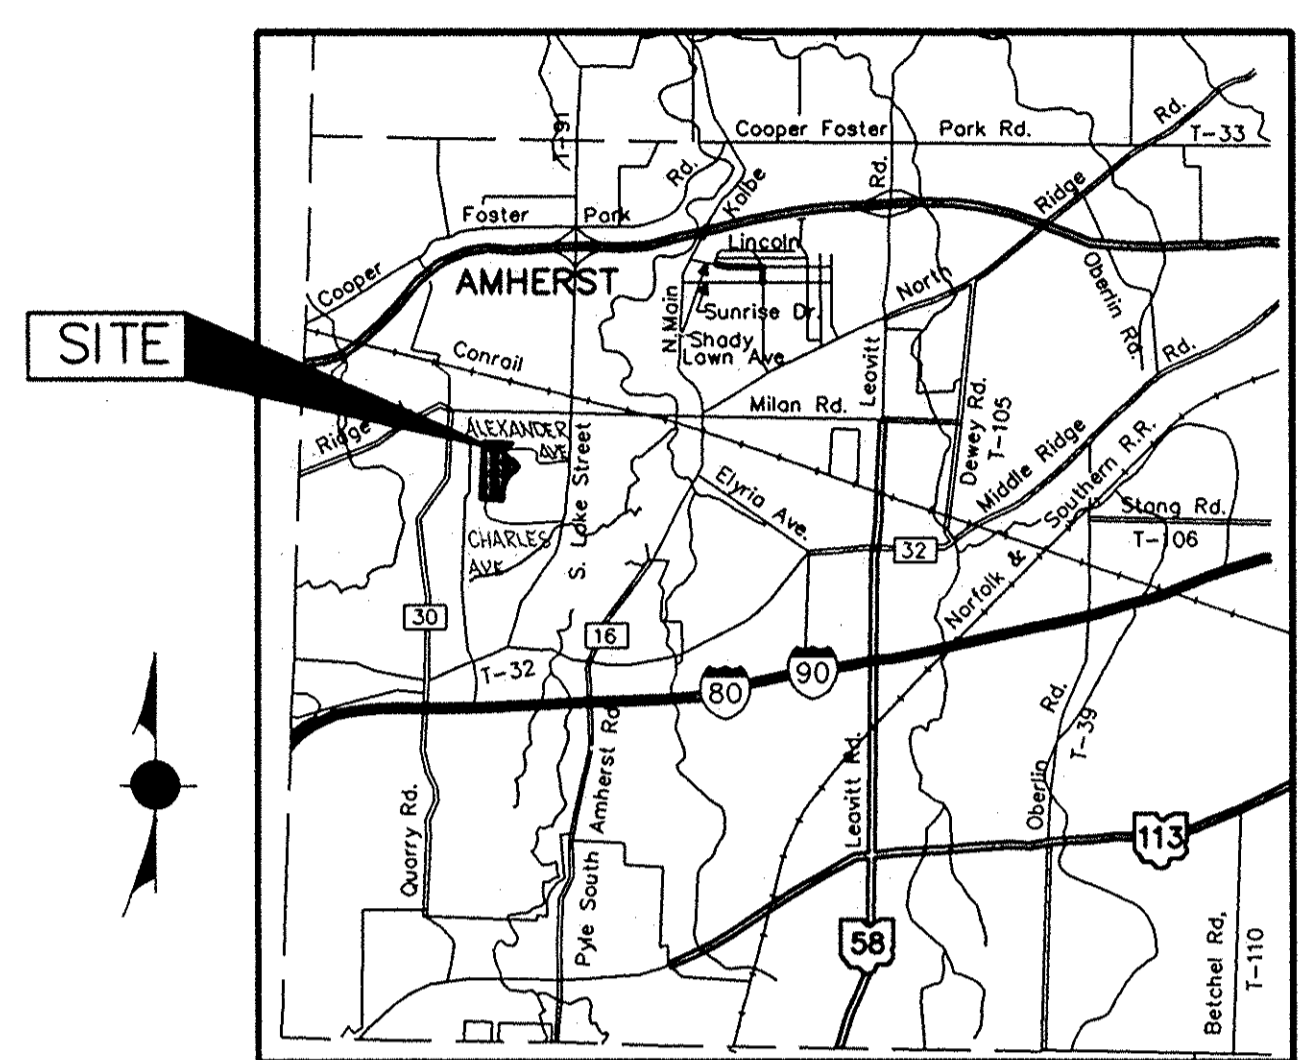 T-91
Cooper Foster Park Rd.
Rd.
T-33
Rd.
Kolbe
Rd.
Ridge
Foster Park
Lincoln
Cooper
AMHERST
North
Oberlin Rd.
SITE
N.Main
Sunrise Dr.
Shady
Lawn Ave.
Conrail
Leavitt
Rd.
Milan Rd.
Ridge
ALEXANDER
AVE
Dewey Rd.
T-105
Middle Ridge
S. Lake Street
Elyria Ave.
Norfolk & Southern R.R.
Stang Rd.
T-106
CHARLES
AVE
32
30
16
T-32
80
90
Rd.
T-39
Amherst Rd.
Leavitt Rd.
Oberlin
Quarry Rd.
113
Pyle South
58
Betchel Rd,
T-110